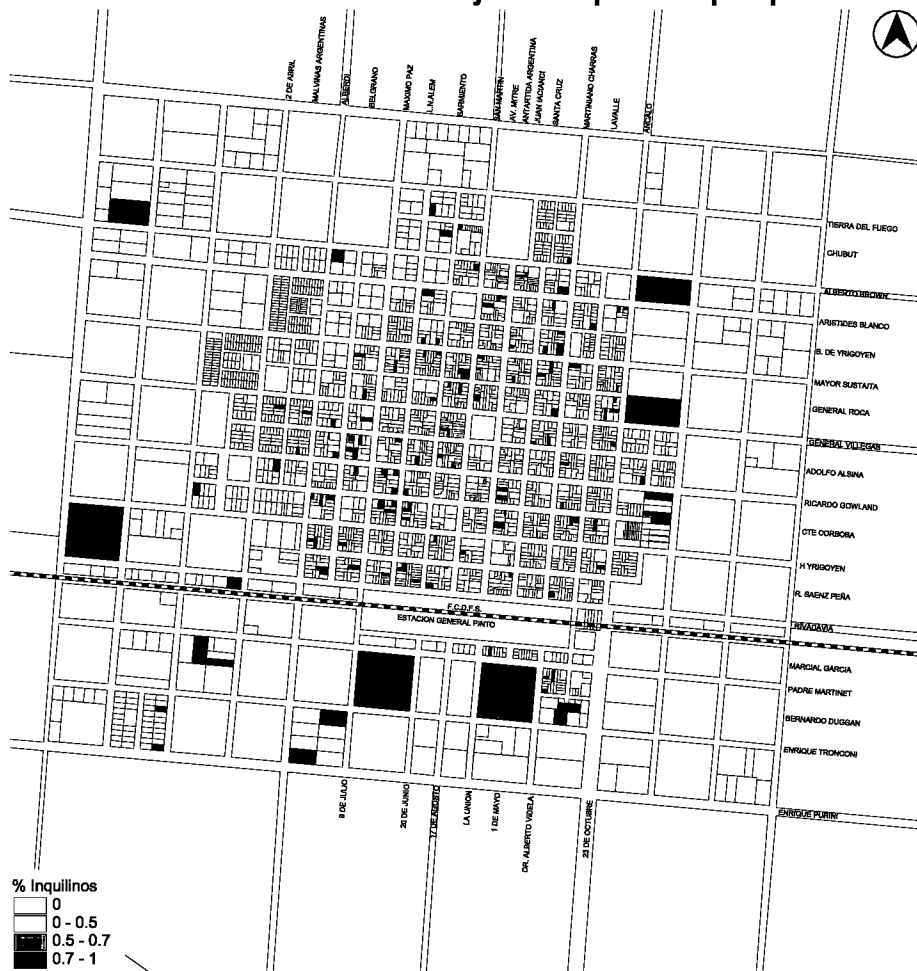 2 DE ABRIL
MALVINAS ARGENTINAS
ALBERDI
BELGRANO
MAXIMO PAZ
L.N.ALEM
SARMIENTO
SAN MARTIN
AV. MITRE
ANTARTIDA ARGENTINA
JUAN IACIANCI
SANTA CRUZ
MARTINIANO CHARRAS
LAVALLE
ARCALO
TIERRA DEL FUEGO
CHUBUT
ALBERTO BROWN
ARISTIDES BLANCO
B. DE YRIGOYEN
MAYOR SUSTAITA
GENERAL ROCA
GENERAL VILLEGAS
ADOLFO ALSINA
RICARDO GOWLAND
CTE CORBOBA
H YRIGOYEN
R. SAENZ PEÑA
RIVADAVIA
F.C.D.F.S.
ESTACION GENERAL PINTO
MARCIAL GARCIA
PADRE MARTINET
BERNARDO DUGGAN
ENRIQUE TRONCONI
ENRIQUE PURINI
9 DE JULIO
20 DE JUNIO
17 DE AGOSTO
LA UNION
1 DE MAYO
DR. ALBERTO VIDELA
23 DE OCTUBRE
% Inquilinos
0
0 - 0.5
0.5 - 0.7
0.7 - 1